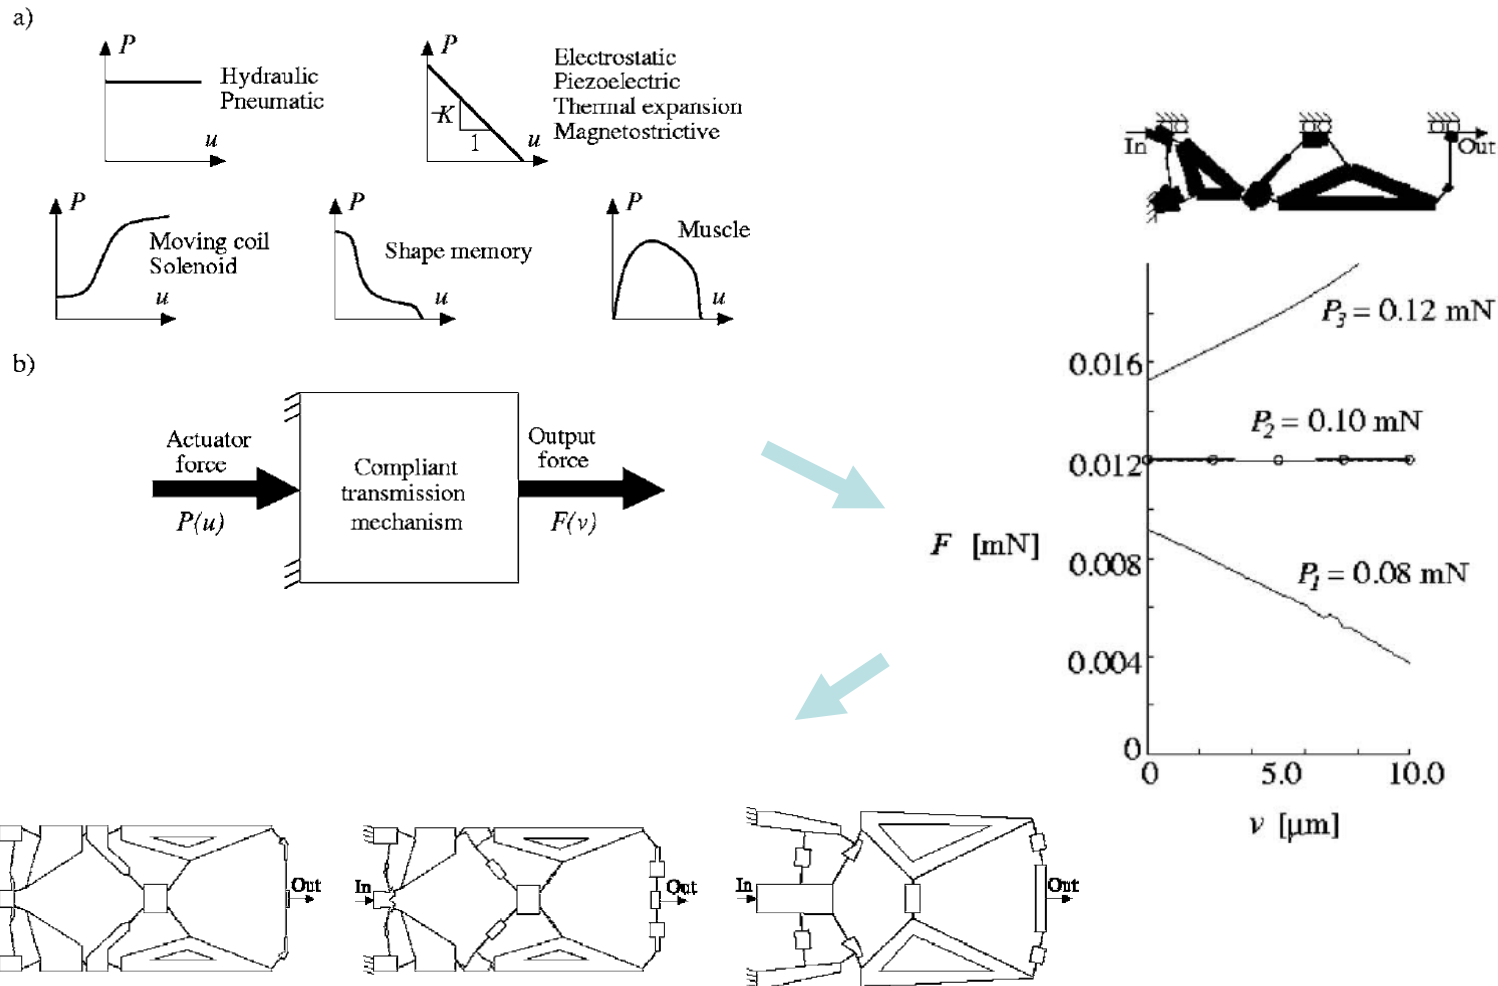 a)
P
Hydraulic
Pneumatic
u
P
-K
1
u
Electrostatic
Piezoelectric
Thermal expansion
Magnetostrictive
P
Moving coil
Solenoid
u
P
Shape memory
u
P
Muscle
u
b)
Actuator
force
P(u)
Compliant
transmission
mechanism
Output
force
F(v)
In
Out
P3 = 0.12 mN
0.016
P2 = 0.10 mN
0.012
F [mN]
0.008
P1 = 0.08 mN
0.004
0
0
5.0
10.0
v [μm]
Out
In
Out
In
Out